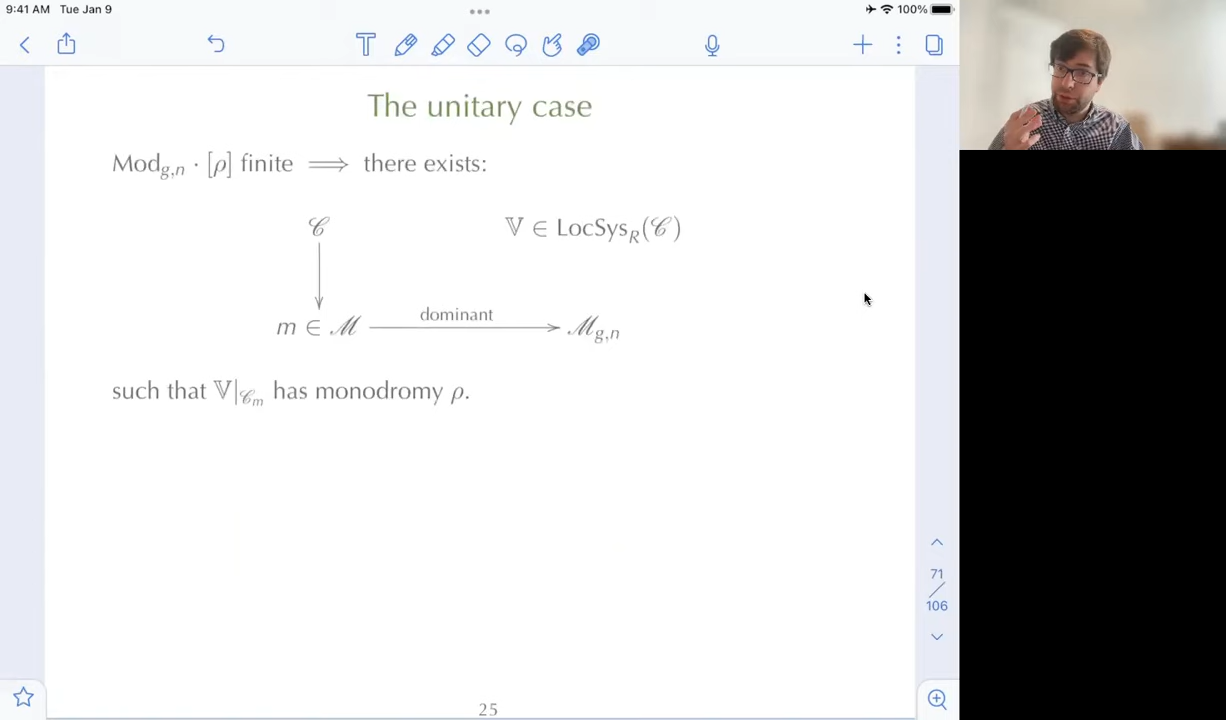 9:41 AM Tue Jan 9
100%
The unitary case
Mod_{g,n} · [ρ] finite ⟹ there exists:
𝒞
𝕍 ∈ LocSys_R(𝒞)
dominant
m ∈ ℳ ⟶ ℳ_{g,n}
such that 𝕍|_{𝒞_m} has monodromy ρ.
71
106
25